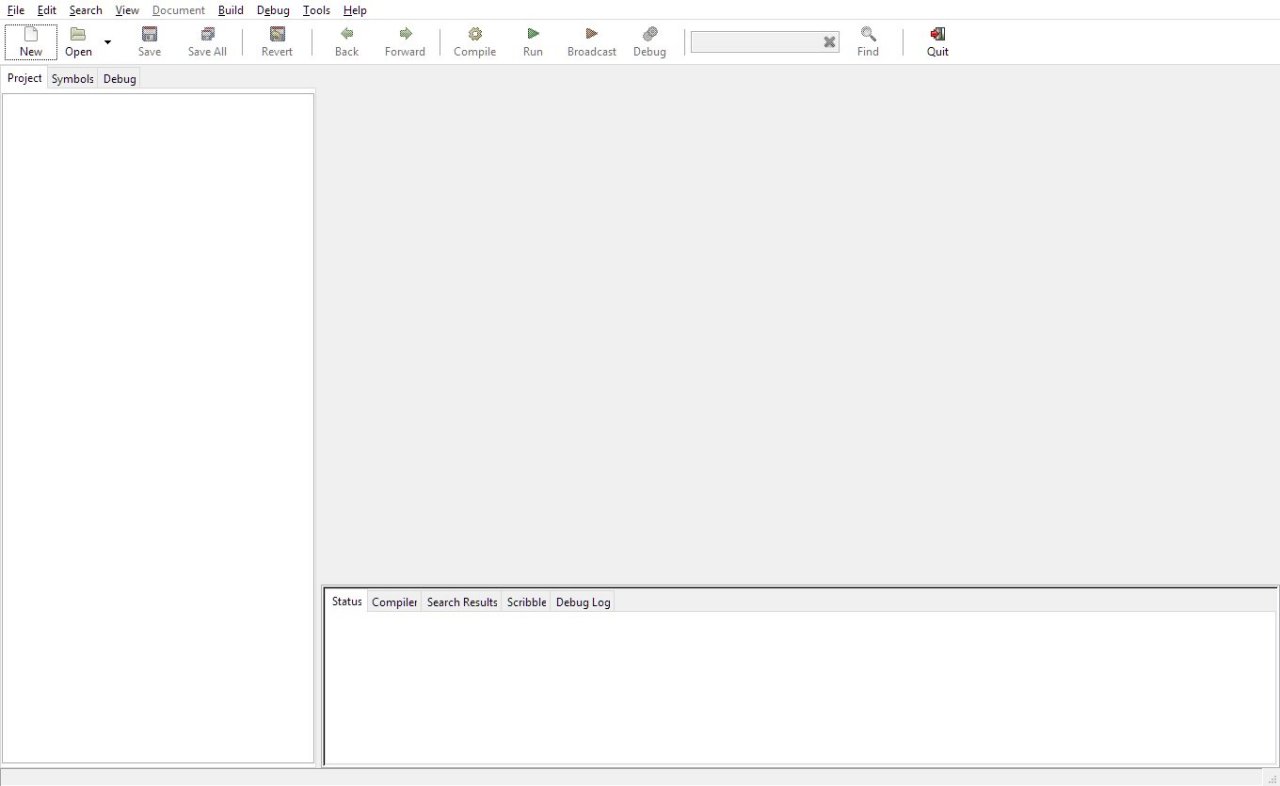 File Edit Search View Document Build Debug Tools Help
New Open Save Save All Revert Back Forward Compile Run Broadcast Debug Find Quit
Project Symbols Debug
Status Compiler Search Results Scribble Debug Log